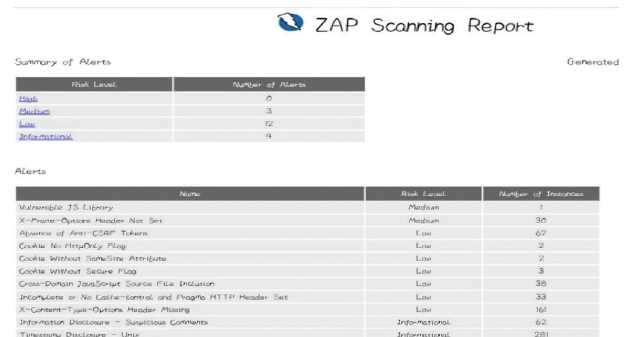 ZAP Scanning Report
Summary of Alerts
Generated
Risk Level Number of Alerts
High 0
Medium 3
Low 12
Informational 4
Alerts
Name Risk Level Number of Instances
Vulnerable JS Library Medium 1
X-Frame-Options Header Not Set Medium 30
Absence of Anti-CSRF Tokens Low 62
Cookie No HttpOnly Flag Low 2
Cookie Without SameSite Attribute Low 2
Cookie Without Secure Flag Low 3
Cross-Domain JavaScript Source File Inclusion Low 38
Incomplete or No Cache-control and Pragma HTTP Header Set Low 33
X-Content-Type-Options Header Missing Low 161
Information Disclosure - Suspicious Comments Informational 62
Timestamp Disclosure - Unix Informational 281